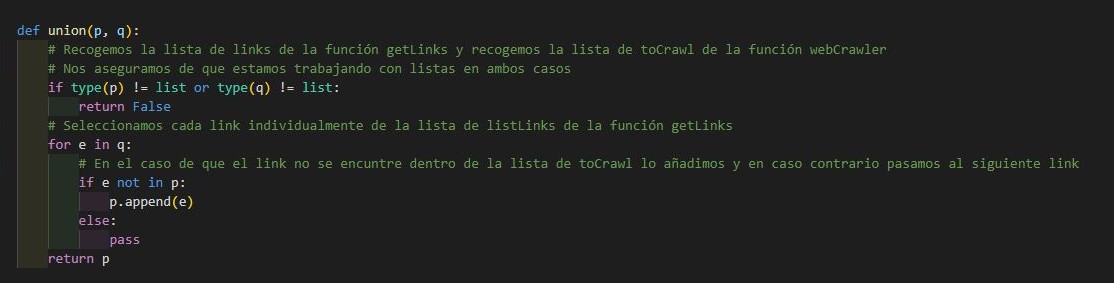 def union(p, q):
    # Recogemos la lista de links de la función getLinks y recogemos la lista de toCrawl de la función webCrawler
    # Nos aseguramos de que estamos trabajando con listas en ambos casos
    if type(p) != list or type(q) != list:
        return False
    # Seleccionamos cada link individualmente de la lista de listLinks de la función getLinks
    for e in q:
        # En el caso de que el link no se encuntre dentro de la lista de toCrawl lo añadimos y en caso contrario pasamos al siguiente link
        if e not in p:
            p.append(e)
        else:
            pass
    return p